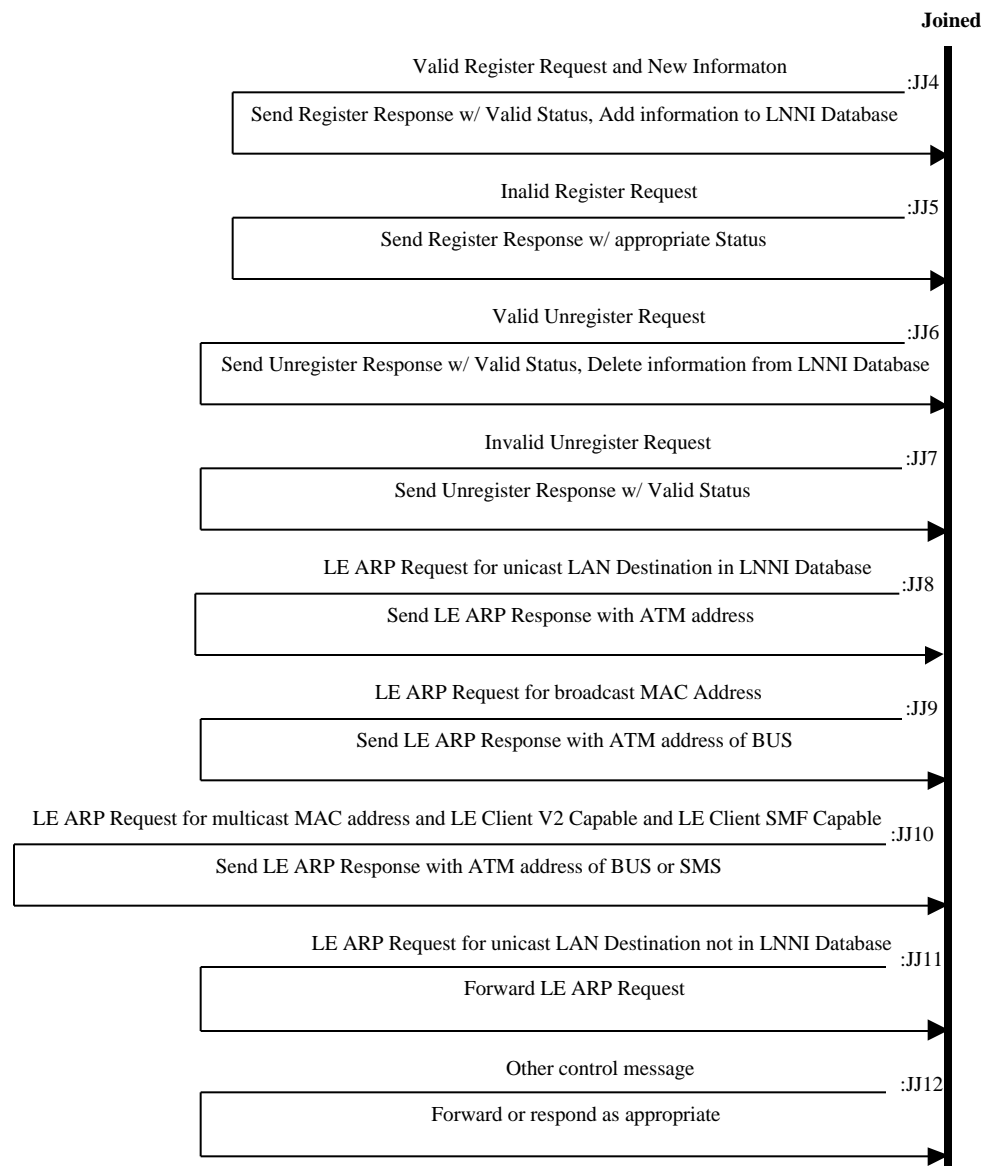 Joined
Valid Register Request and New Informaton
:JJ4
Send Register Response w/ Valid Status, Add information to LNNI Database
Inalid Register Request
:JJ5
Send Register Response w/ appropriate Status
Valid Unregister Request
:JJ6
Send Unregister Response w/ Valid Status, Delete information from LNNI Database
Invalid Unregister Request
:JJ7
Send Unregister Response w/ Valid Status
LE ARP Request for unicast LAN Destination in LNNI Database
:JJ8
Send LE ARP Response with ATM address
LE ARP Request for broadcast MAC Address
:JJ9
Send LE ARP Response with ATM address of BUS
LE ARP Request for multicast MAC address and LE Client V2 Capable and LE Client SMF Capable
:JJ10
Send LE ARP Response with ATM address of BUS or SMS
LE ARP Request for unicast LAN Destination not in LNNI Database
:JJ11
Forward LE ARP Request
Other control message
:JJ12
Forward or respond as appropriate